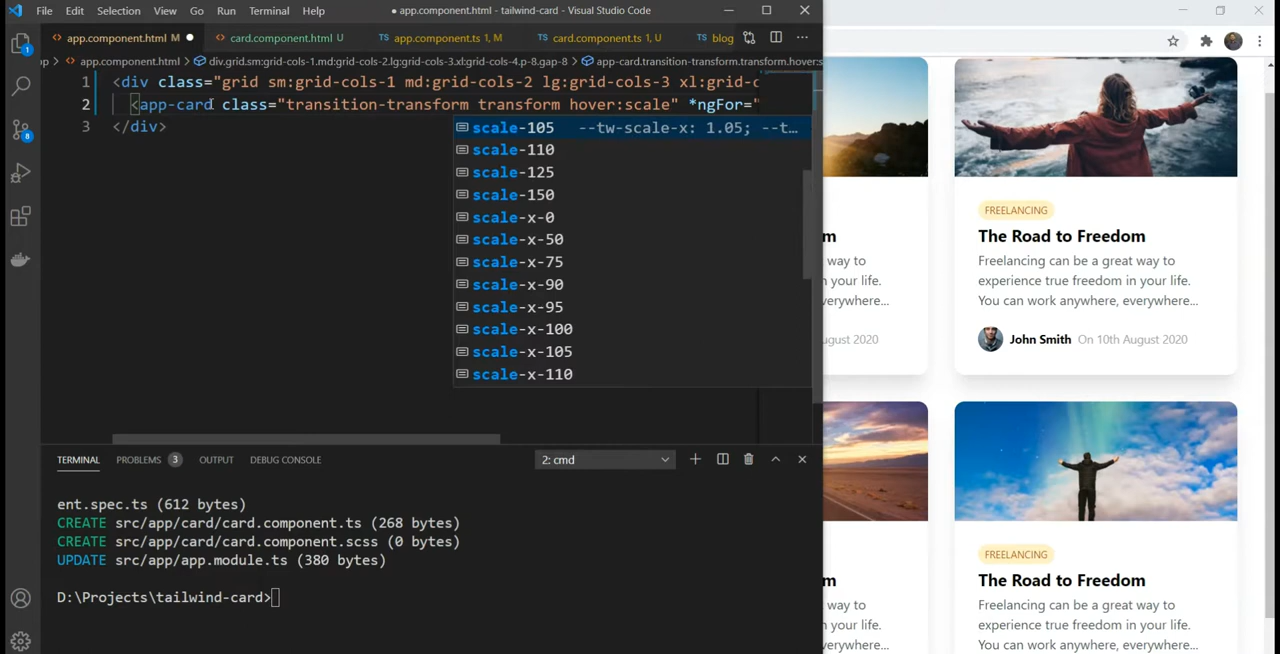 File Edit Selection View Go Run Terminal Help ● app.component.html - tailwind-card - Visual Studio Code
<> app.component.html M ● <> card.component.html U TS app.component.ts 1, M TS card.component.ts 1, U TS blog
p > <> app.component.html > div.grid.sm:grid-cols-1.md:grid-cols-2.lg:grid-cols-3.xl:grid-cols-4.p-8.gap-8 > app-card.transition-transform.transform.hover:s
1 <div class="grid sm:grid-cols-1 md:grid-cols-2 lg:grid-cols-3 xl:grid-c
2 <app-card class="transition-transform transform hover:scale" *ngFor="
3 </div>
scale-105 --tw-scale-x: 1.05; --t...
scale-110
scale-125
scale-150
scale-x-0
scale-x-50
scale-x-75
scale-x-90
scale-x-95
scale-x-100
scale-x-105
scale-x-110
1
8
TERMINAL PROBLEMS 3 OUTPUT DEBUG CONSOLE 2: cmd
ent.spec.ts (612 bytes)
CREATE src/app/card/card.component.ts (268 bytes)
CREATE src/app/card/card.component.scss (0 bytes)
UPDATE src/app/app.module.ts (380 bytes)
D:\Projects\tailwind-card>
m
way to
n your life.
everywhere...
ugust 2020
FREELANCING
The Road to Freedom
Freelancing can be a great way to
experience true freedom in your life.
You can work anywhere, everywhere...
John Smith On 10th August 2020
m
way to
n your life.
everywhere...
FREELANCING
The Road to Freedom
Freelancing can be a great way to
experience true freedom in your life.
You can work anywhere, everywhere...